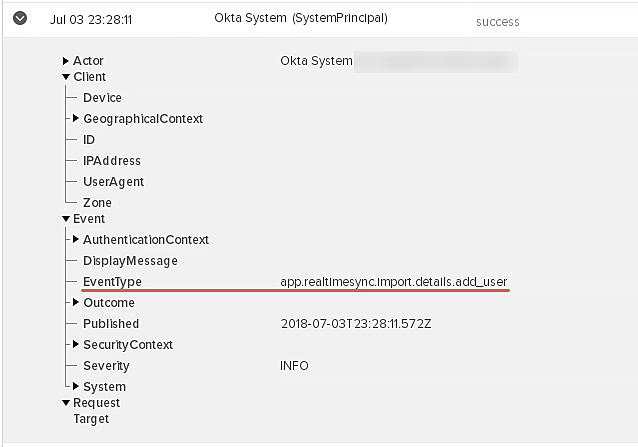 Jul 03 23:28:11 Okta System (SystemPrincipal) success
Actor Okta System
Client
Device
GeographicalContext
ID
IPAddress
UserAgent
Zone
Event
AuthenticationContext
DisplayMessage
EventType app.realtimesync.import.details.add_user
Outcome
Published 2018-07-03T23:28:11.572Z
SecurityContext
Severity INFO
System
Request
Target